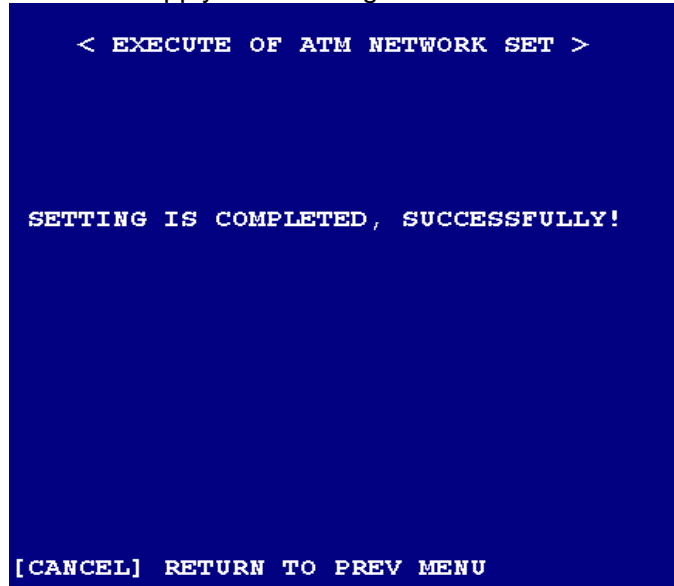 < EXECUTE OF ATM NETWORK SET >
SETTING IS COMPLETED, SUCCESSFULLY!
[CANCEL] RETURN TO PREV MENU